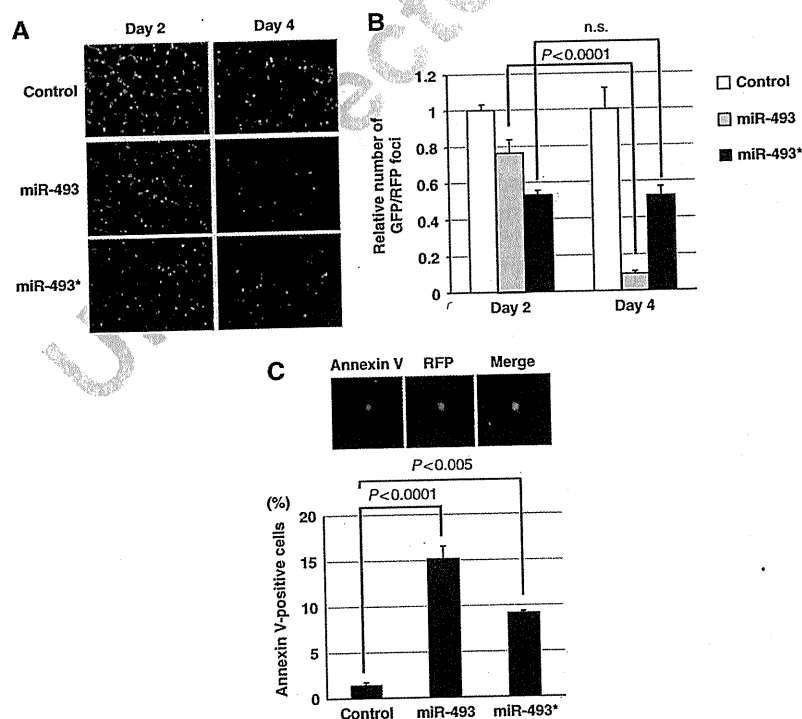 A
Day 2
Day 4
Control
miR-493
miR-493*
B
n.s.
P<0.0001
1.2
1
0.8
0.6
0.4
0.2
0
Relative number of
GFP/RFP foci
Day 2
Day 4
Control
miR-493
miR-493*
C
Annexin V
RFP
Merge
P<0.005
P<0.0001
(%)
20
15
10
5
0
Annexin V-positive cells
Control
miR-493
miR-493*